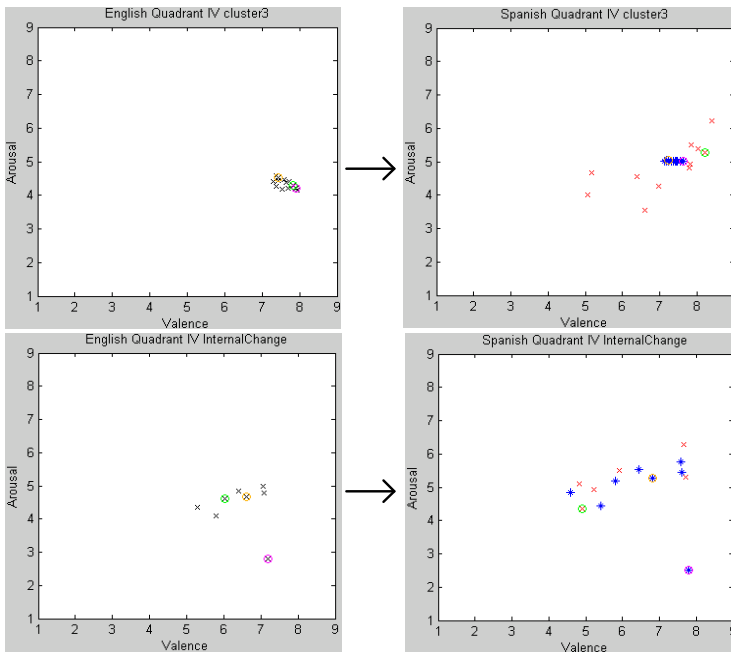 English Quadrant IV cluster3
9
8
7
6
5
4
3
2
1
Arousal
1 2 3 4 5 6 7 8 9
Valence
Spanish Quadrant IV cluster3
9
8
7
6
5
4
3
2
1
Arousal
1 2 3 4 5 6 7 8
Valence
English Quadrant IV InternalChange
9
8
7
6
5
4
3
2
1
Arousal
1 2 3 4 5 6 7 8 9
Valence
Spanish Quadrant IV InternalChange
9
8
7
6
5
4
3
2
1
Arousal
1 2 3 4 5 6 7 8
Valence